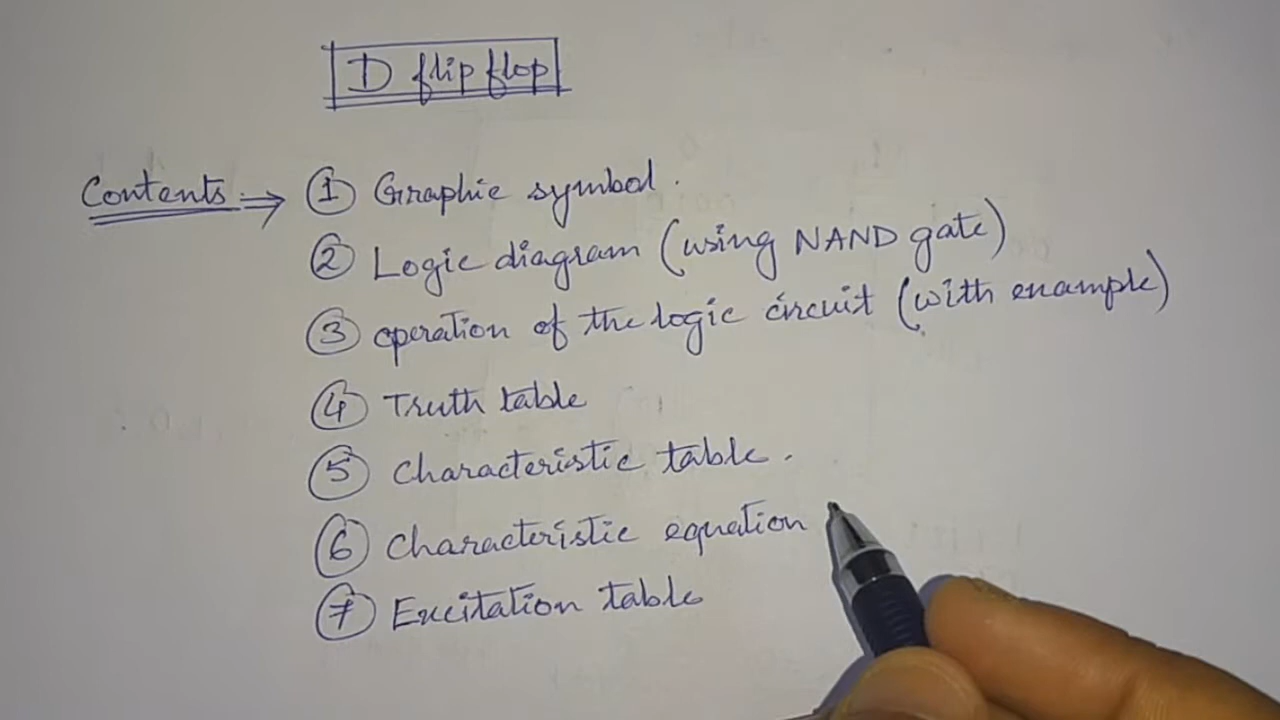 D flip flop
Contents ⇒ ① Graphic symbol.
② Logic diagram (using NAND gate)
③ operation of the logic circuit (with example)
④ Truth table
⑤ Characteristic table.
⑥ Characteristic equation
⑦ Excitation table